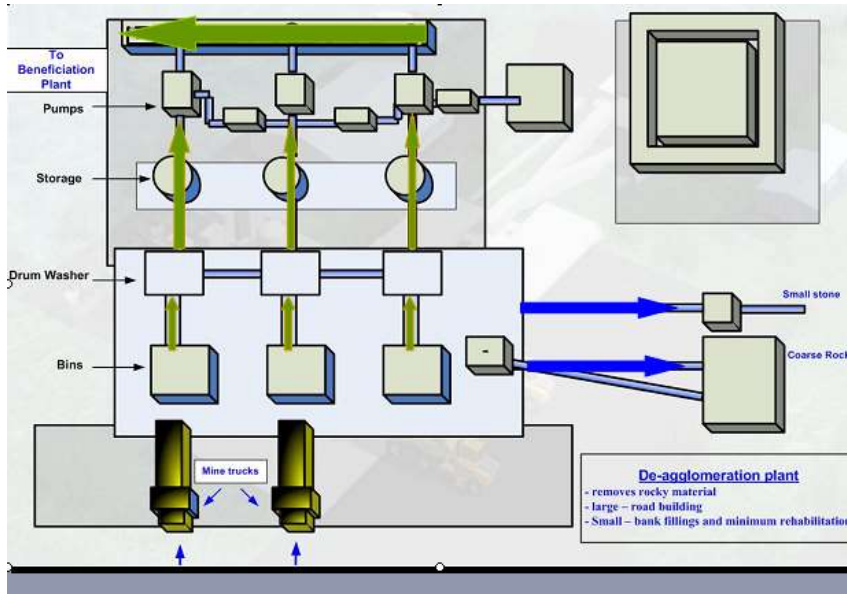 To
Beneficiation
Plant
Pumps
Storage
Drum Washer
Bins
Mine trucks
Small stone
Coarse Rock
De-agglomeration plant
- removes rocky material
- large – road building
- Small – bank fillings and minimum rehabilitation